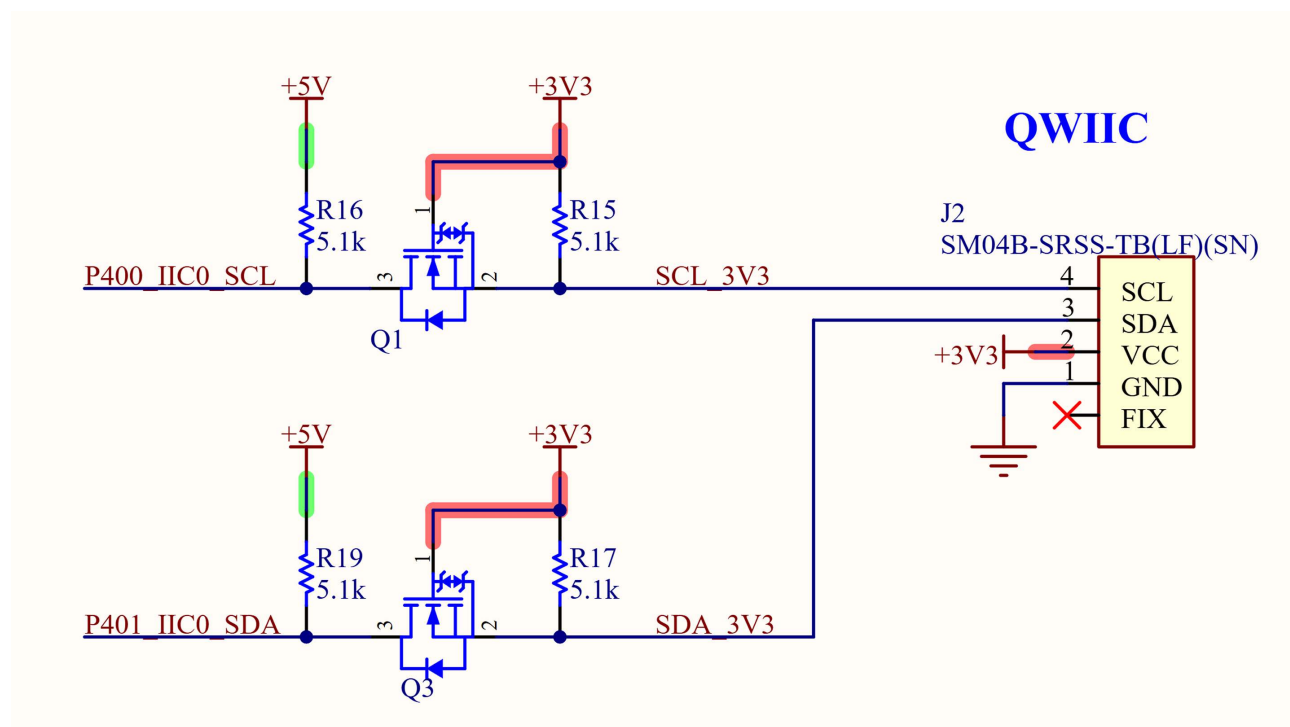 +5V
+3V3
QWIIC
1
R16
5.1k
R15
5.1k
J2
SM04B-SRSS-TB(LF)(SN)
P400_IIC0_SCL
3
2
SCL_3V3
4
SCL
Q1
3
SDA
+3V3
2
VCC
1
GND
FIX
+5V
+3V3
1
R19
5.1k
R17
5.1k
P401_IIC0_SDA
3
2
SDA_3V3
Q3